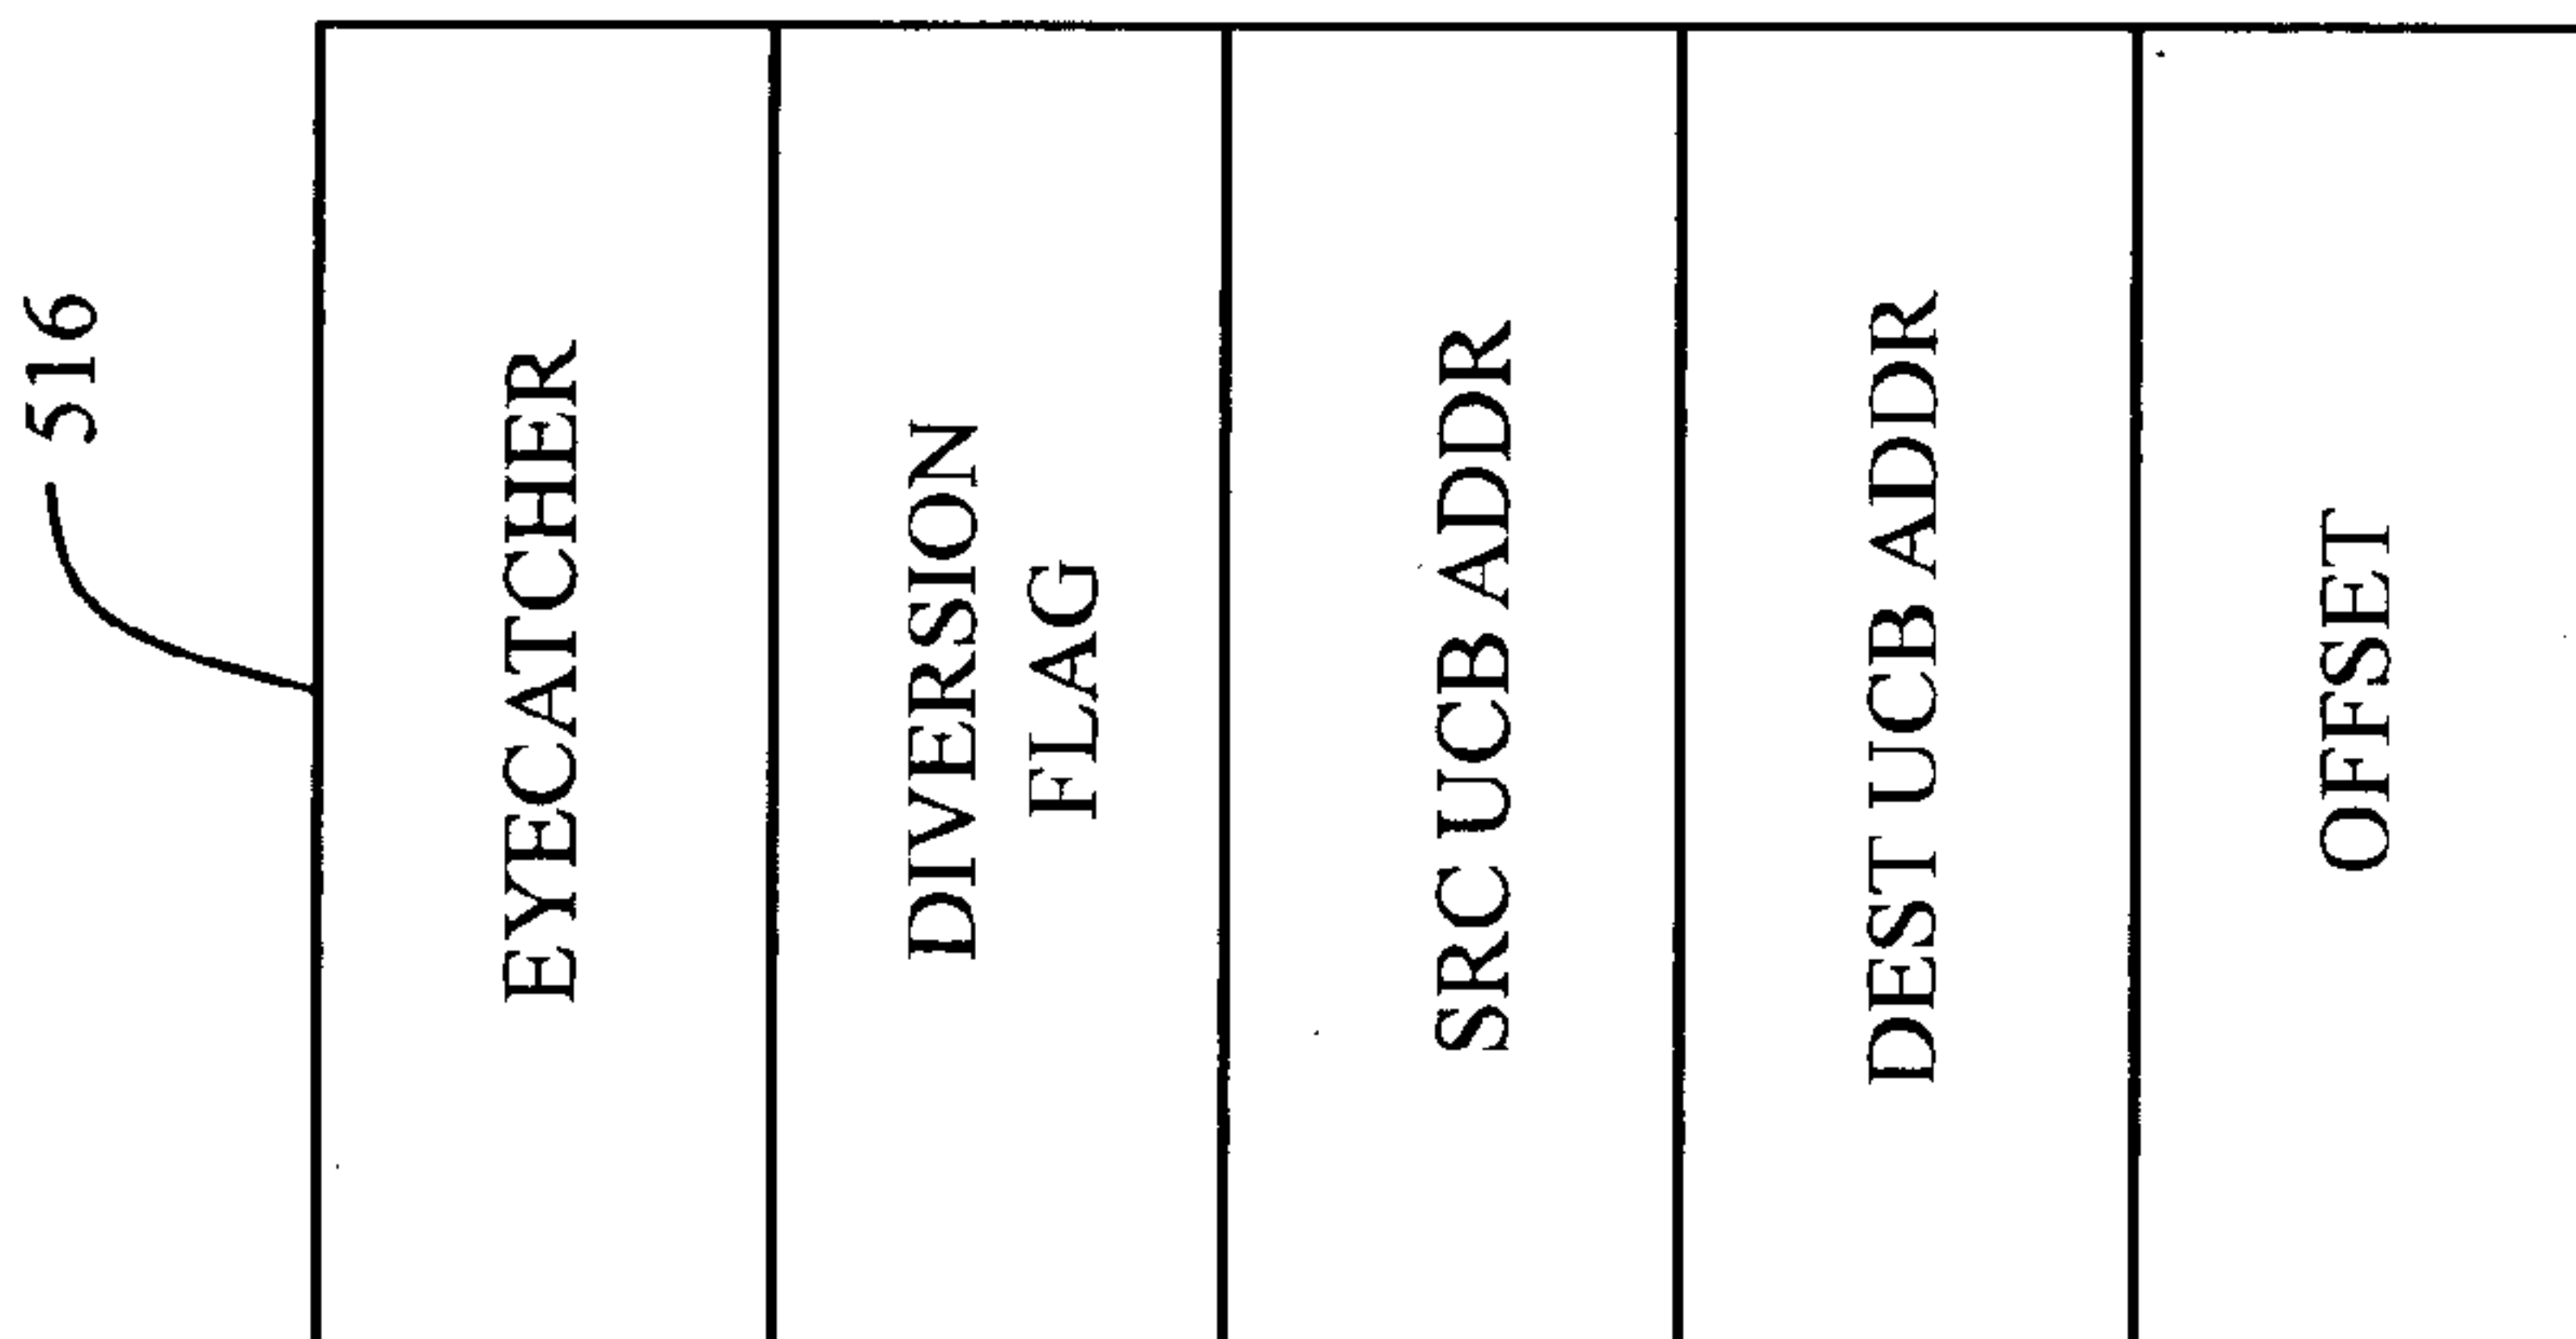 516
EYECATCHER
DIVERSION
FLAG
SRC UCB ADDR
DEST UCB ADDR
OFFSET